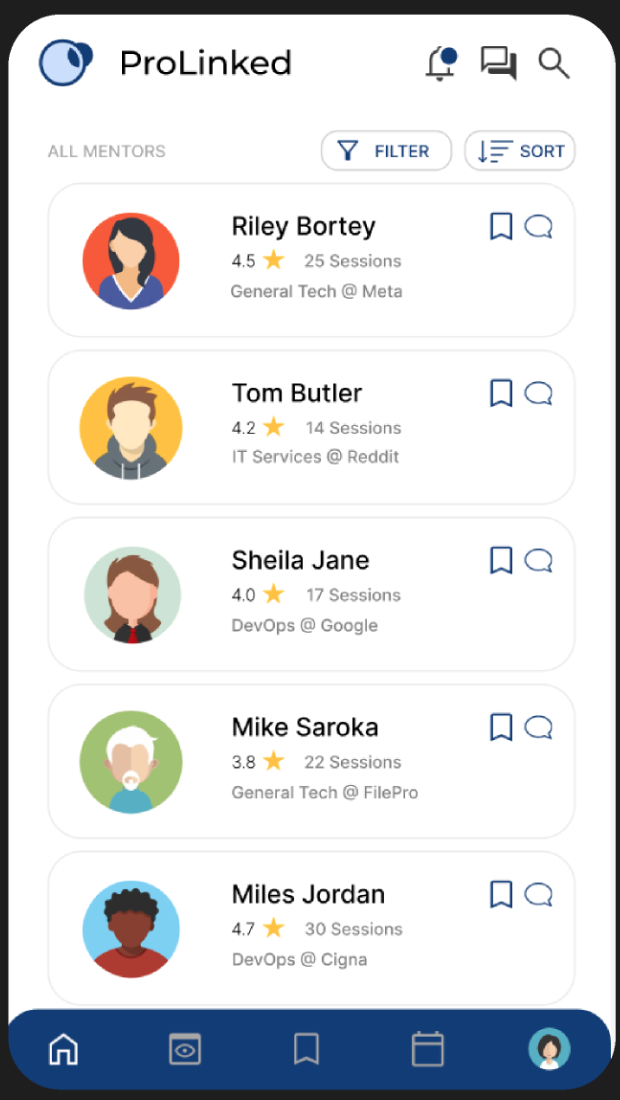 ProLinked
ALL MENTORS FILTER SORT
Riley Bortey
4.5 25 Sessions
General Tech @ Meta
Tom Butler
4.2 14 Sessions
IT Services @ Reddit
Sheila Jane
4.0 17 Sessions
DevOps @ Google
Mike Saroka
3.8 22 Sessions
General Tech @ FilePro
Miles Jordan
4.7 30 Sessions
DevOps @ Cigna